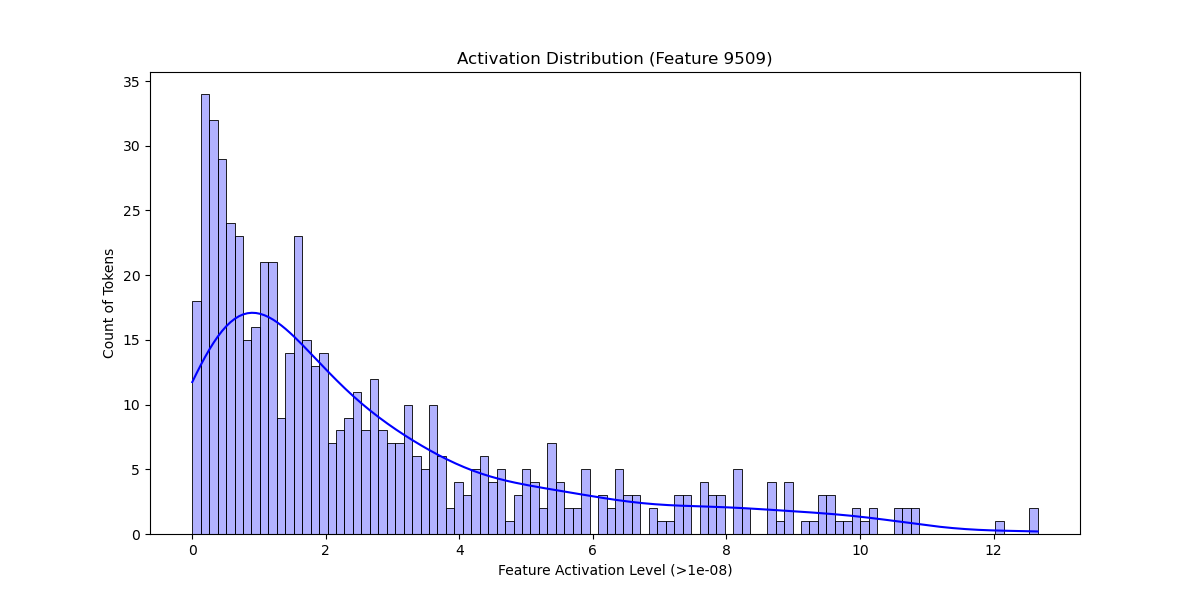 Activation Distribution (Feature 9509)
35
30
25
20
15
10
5
0
Count of Tokens
0 2 4 6 8 10 12
Feature Activation Level (>1e-08)